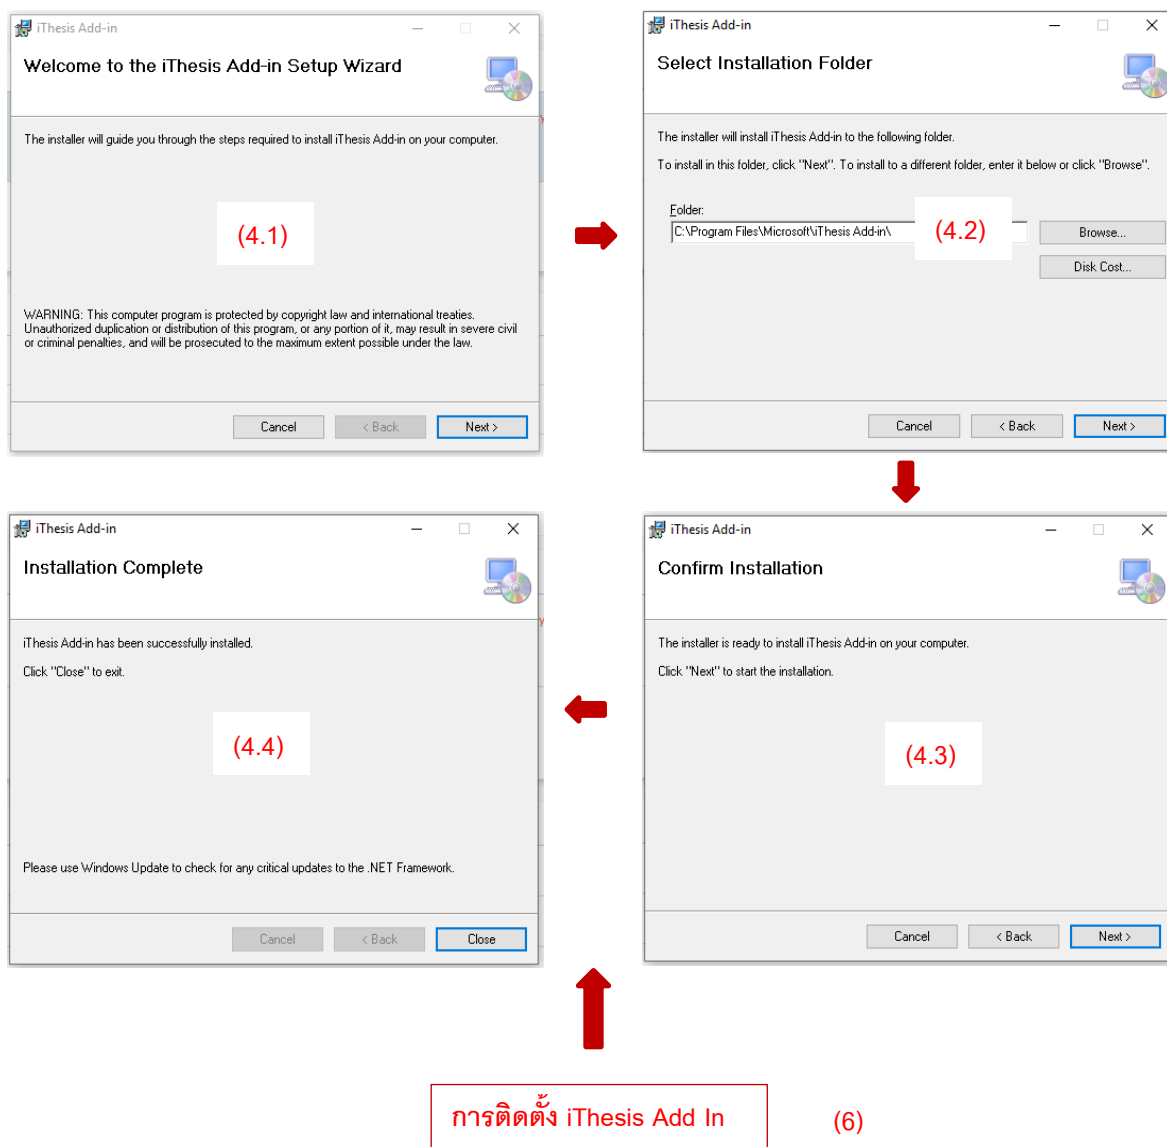 iThesis Add-in
Welcome to the iThesis Add-in Setup Wizard
The installer will guide you through the steps required to install iThesis Add-in on your computer.
(4.1)
WARNING: This computer program is protected by copyright law and international treaties.
Unauthorized duplication or distribution of this program, or any portion of it, may result in severe civil
or criminal penalties, and will be prosecuted to the maximum extent possible under the law.
Cancel
< Back
Next >
iThesis Add-in
Select Installation Folder
The installer will install iThesis Add-in to the following folder.
To install in this folder, click "Next". To install to a different folder, enter it below or click "Browse".
Folder:
C:\Program Files\Microsoft\iThesis Add-in\
(4.2)
Browse...
Disk Cost...
Cancel
< Back
Next >
iThesis Add-in
Confirm Installation
The installer is ready to install iThesis Add-in on your computer.
Click "Next" to start the installation.
(4.3)
Cancel
< Back
Next >
iThesis Add-in
Installation Complete
iThesis Add-in has been successfully installed.
Click "Close" to exit.
(4.4)
Please use Windows Update to check for any critical updates to the .NET Framework.
Cancel
< Back
Close
การติดตั้ง iThesis Add In
(6)